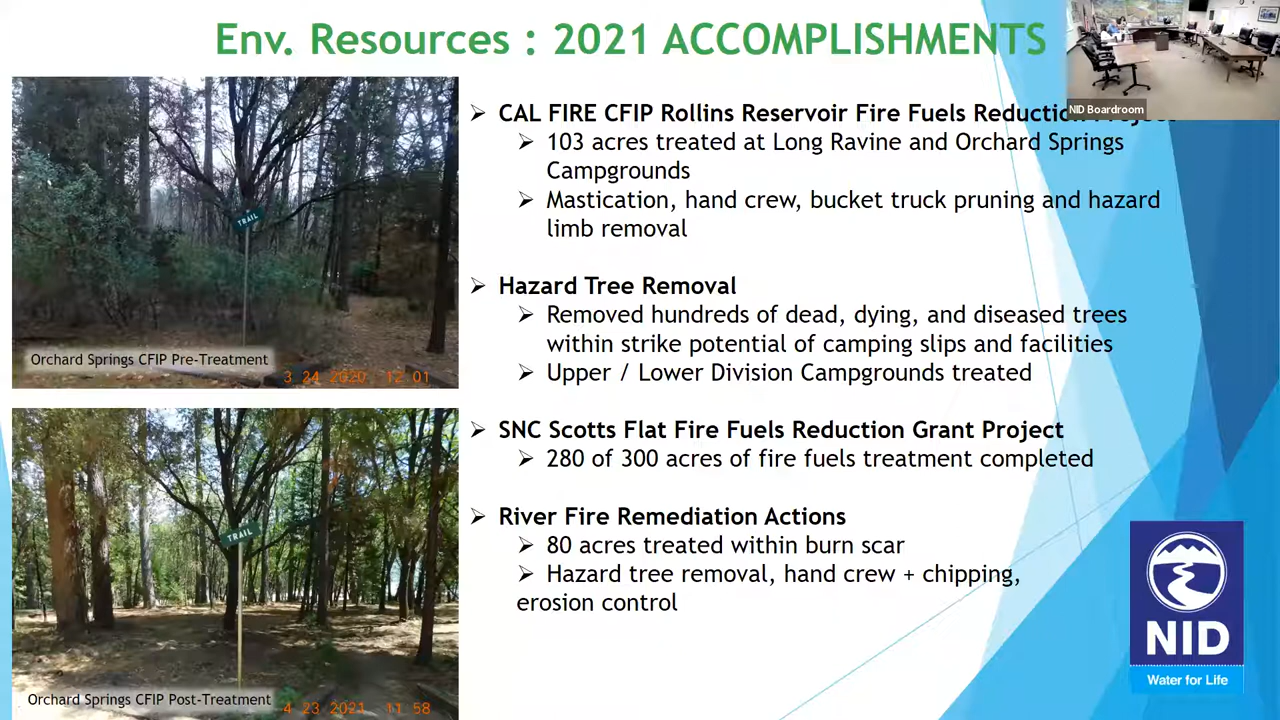 Env. Resources : 2021 ACCOMPLISHMENTS
NID Boardroom
➢ CAL FIRE CFIP Rollins Reservoir Fire Fuels Reduction Project
➢ 103 acres treated at Long Ravine and Orchard Springs
Campgrounds
➢ Mastication, hand crew, bucket truck pruning and hazard
limb removal
➢ Hazard Tree Removal
➢ Removed hundreds of dead, dying, and diseased trees
within strike potential of camping slips and facilities
➢ Upper / Lower Division Campgrounds treated
➢ SNC Scotts Flat Fire Fuels Reduction Grant Project
➢ 280 of 300 acres of fire fuels treatment completed
➢ River Fire Remediation Actions
➢ 80 acres treated within burn scar
➢ Hazard tree removal, hand crew + chipping,
erosion control
TRAIL
Orchard Springs CFIP Pre-Treatment
3 24 2020 12 01
TRAIL
Orchard Springs CFIP Post-Treatment
4 23 2021 11 58
NID
Water for Life